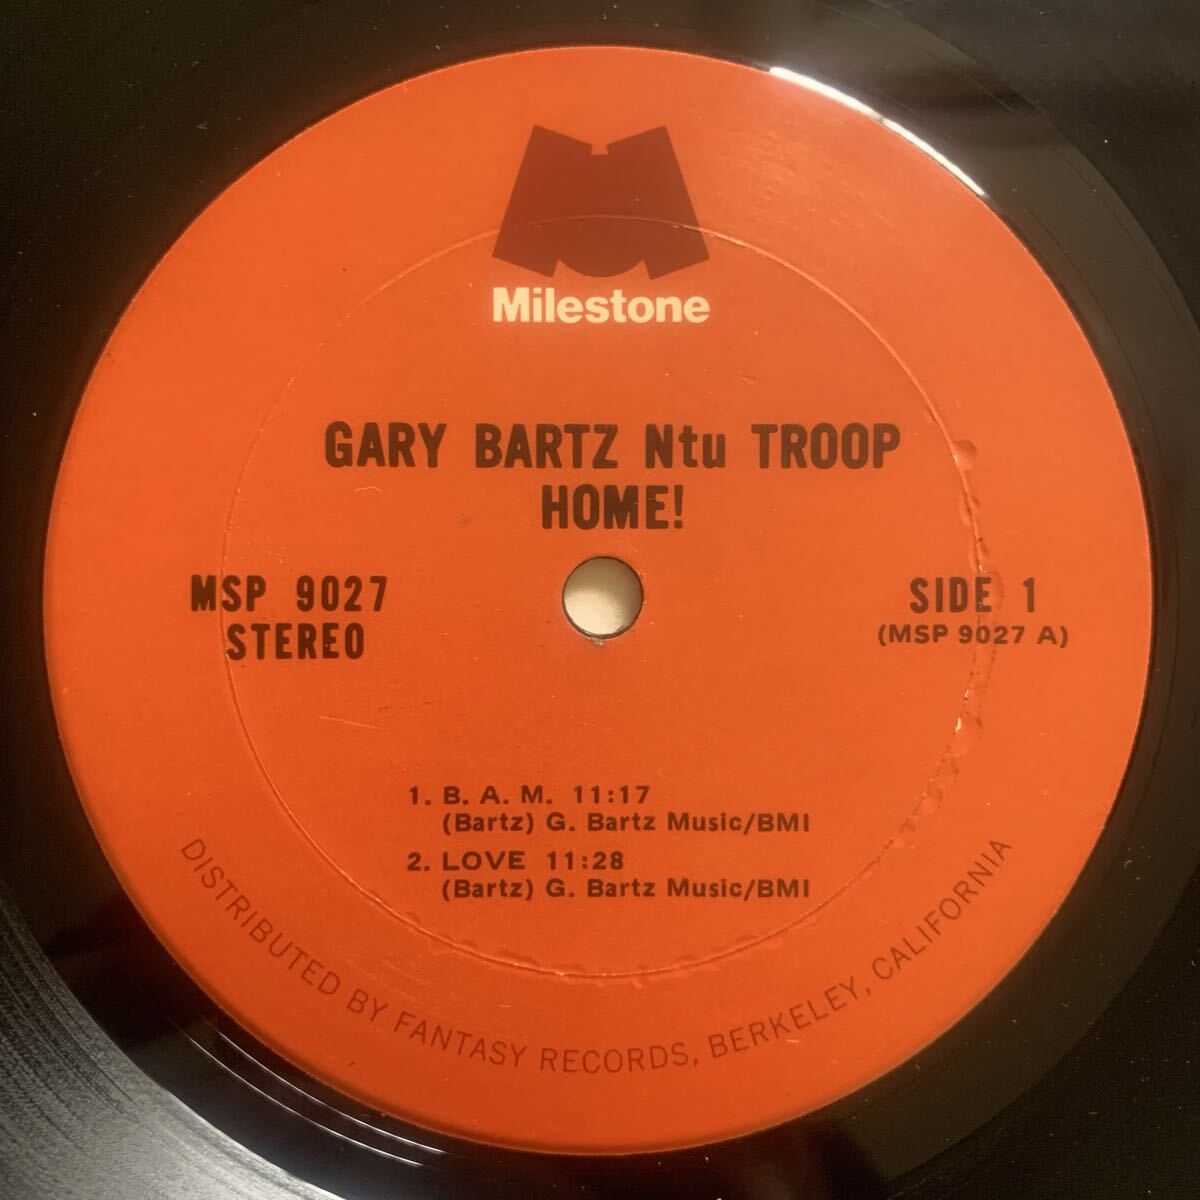 Milestone
GARY BARTZ Ntu TROOP
HOME!
MSP 9027
STEREO
SIDE 1
(MSP 9027 A)
1. B. A. M. 11:17
(Bartz) G. Bartz Music/BMI
2. LOVE 11:28
(Bartz) G. Bartz Music/BMI
DISTRIBUTED BY FANTASY RECORDS, BERKELEY, CALIFORNIA